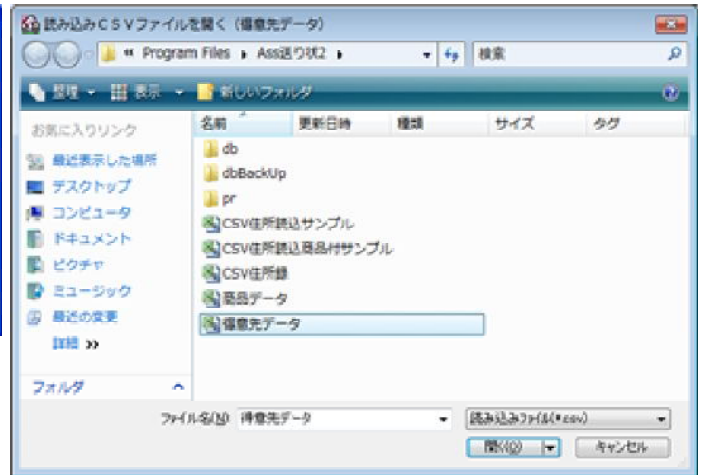 読み込みCSVファイルを開く（得意先データ）
« Program Files ▸ Ass送り状2 ▸
検索
整理 表示 新しいフォルダ
お気に入りリンク
最近表示した場所
デスクトップ
コンピュータ
ドキュメント
ピクチャ
ミュージック
最近の変更
詳細 »
フォルダ
名前 更新日時 種類 サイズ タグ
db
dbBackUp
pr
CSV住所読込サンプル
CSV住所読込商品付サンプル
CSV住所録
商品データ
得意先データ
ファイル名(N): 得意先データ
読み込みファイル(*.csv)
開く(O) キャンセル